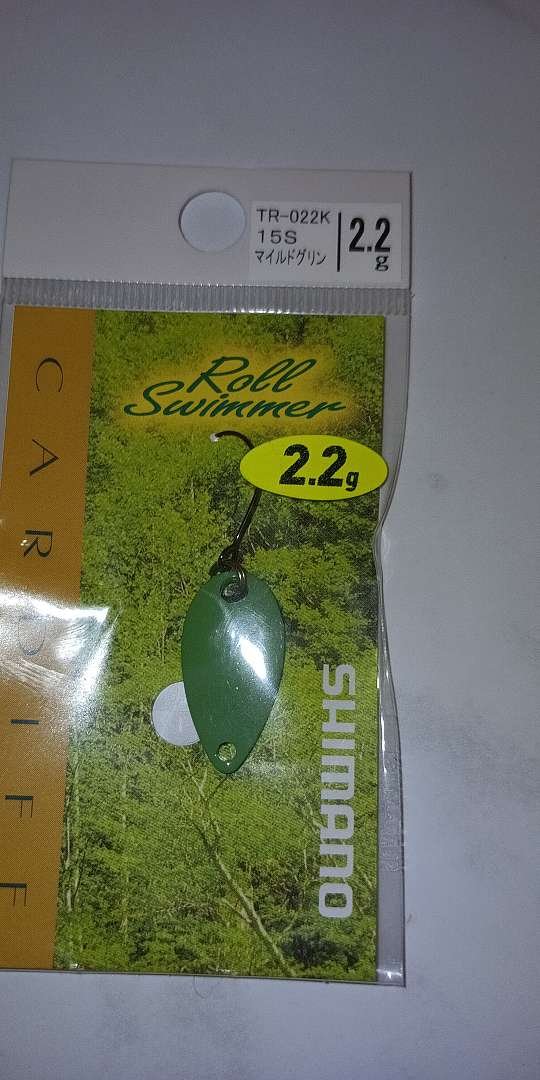 TR-022K
15S
マイルドグリン
2.2
g
Roll
Swimmer
2.2g
CARDIFF
SHIMANO